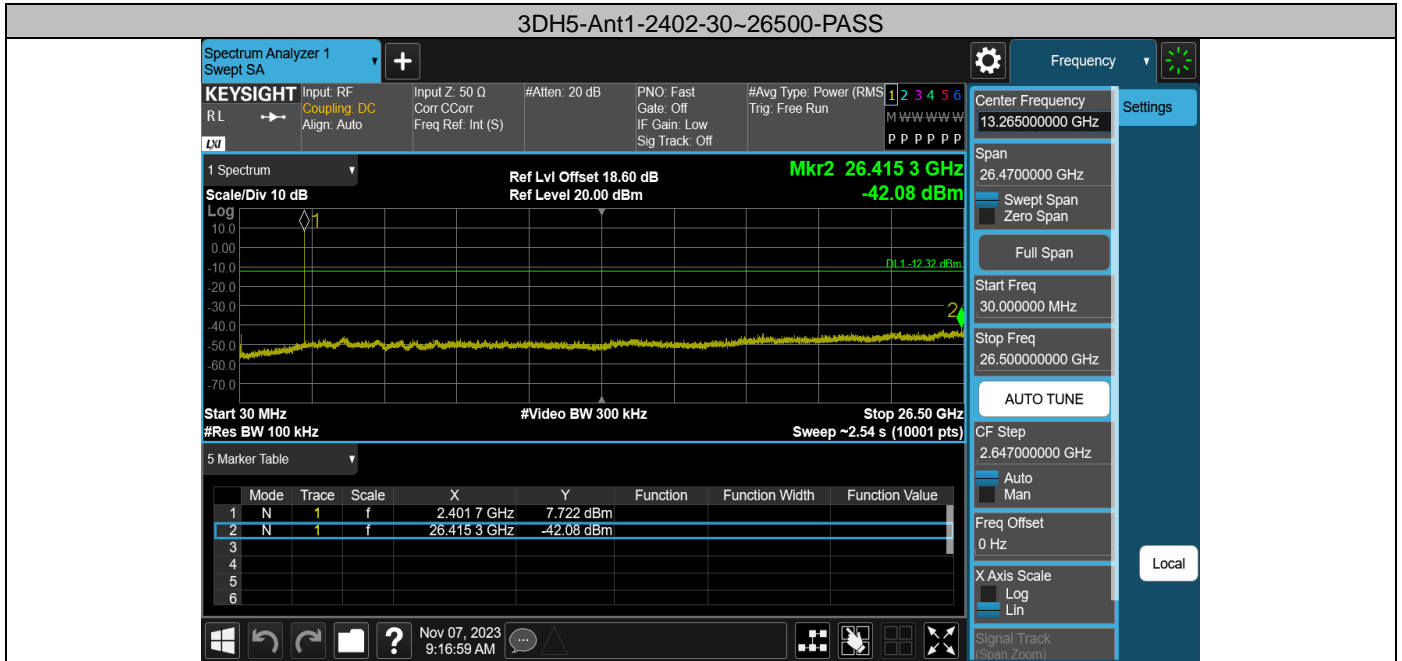 3DH5-Ant1-2402-30~26500-PASS
Spectrum Analyzer 1
Swept SA
Frequency
KEYSIGHT
RL
LXI
Input: RF
Coupling: DC
Align: Auto
Input Z: 50 Ω
Corr CCorr
Freq Ref: Int (S)
#Atten: 20 dB
PNO: Fast
Gate: Off
IF Gain: Low
Sig Track: Off
#Avg Type: Power (RMS
Trig: Free Run
1 2 3 4 5 6
M W W W W W
P P P P P P
1 Spectrum
Scale/Div 10 dB
Ref Lvl Offset 18.60 dB
Ref Level 20.00 dBm
Mkr2 26.415 3 GHz
-42.08 dBm
Log
10.0
0.00
-10.0
-20.0
-30.0
-40.0
-50.0
-60.0
-70.0
1
DL1 -12.32 dBm
2
Start 30 MHz
#Video BW 300 kHz
Stop 26.50 GHz
#Res BW 100 kHz
Sweep ~2.54 s (10001 pts)
5 Marker Table
Mode Trace Scale X Y Function Function Width Function Value
1 N 1 f 2.401 7 GHz 7.722 dBm
2 N 1 f 26.415 3 GHz -42.08 dBm
3
4
5
6
Nov 07, 2023
9:16:59 AM
Center Frequency
13.265000000 GHz
Settings
Span
26.4700000 GHz
Swept Span
Zero Span
Full Span
Start Freq
30.000000 MHz
Stop Freq
26.500000000 GHz
AUTO TUNE
CF Step
2.647000000 GHz
Auto
Man
Freq Offset
0 Hz
Local
X Axis Scale
Log
Lin
Signal Track
(Span Zoom)